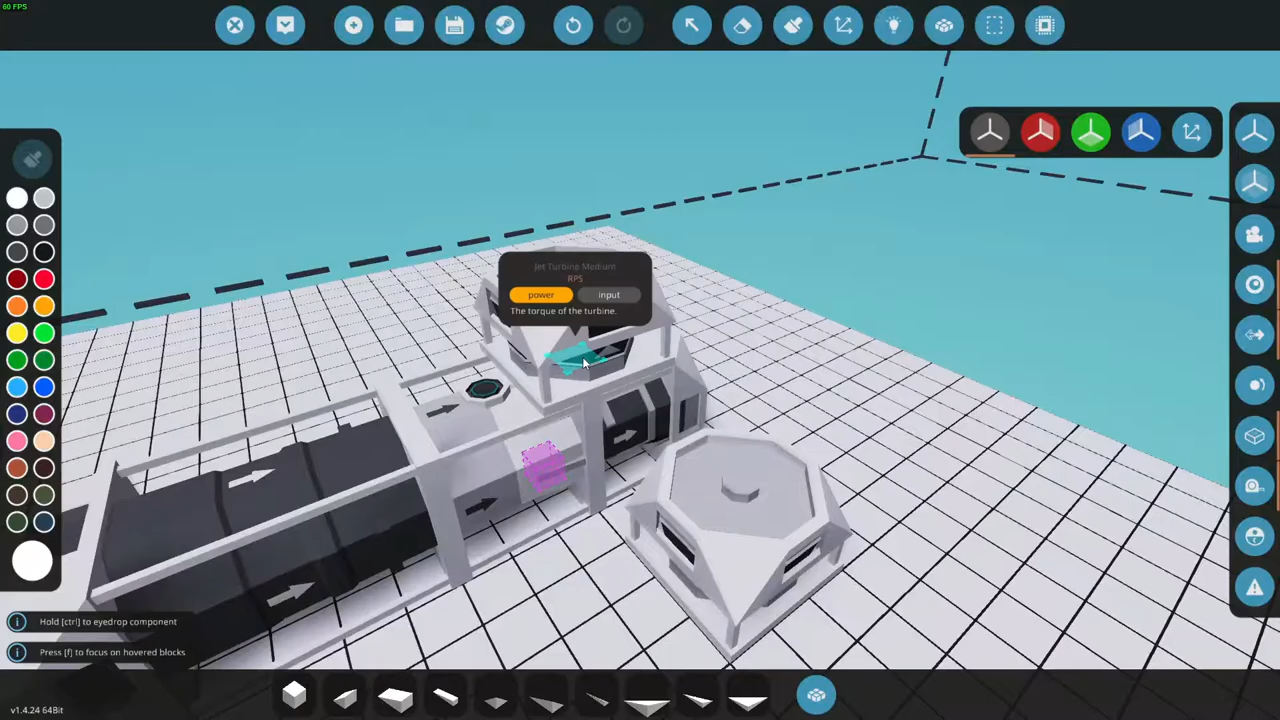 60 FPS
Jet Turbine Medium
RPS
power input
The torque of the turbine.
Hold [ctrl] to eyedrop component
Press [f] to focus on hovered blocks
v1.4.24 64Bit